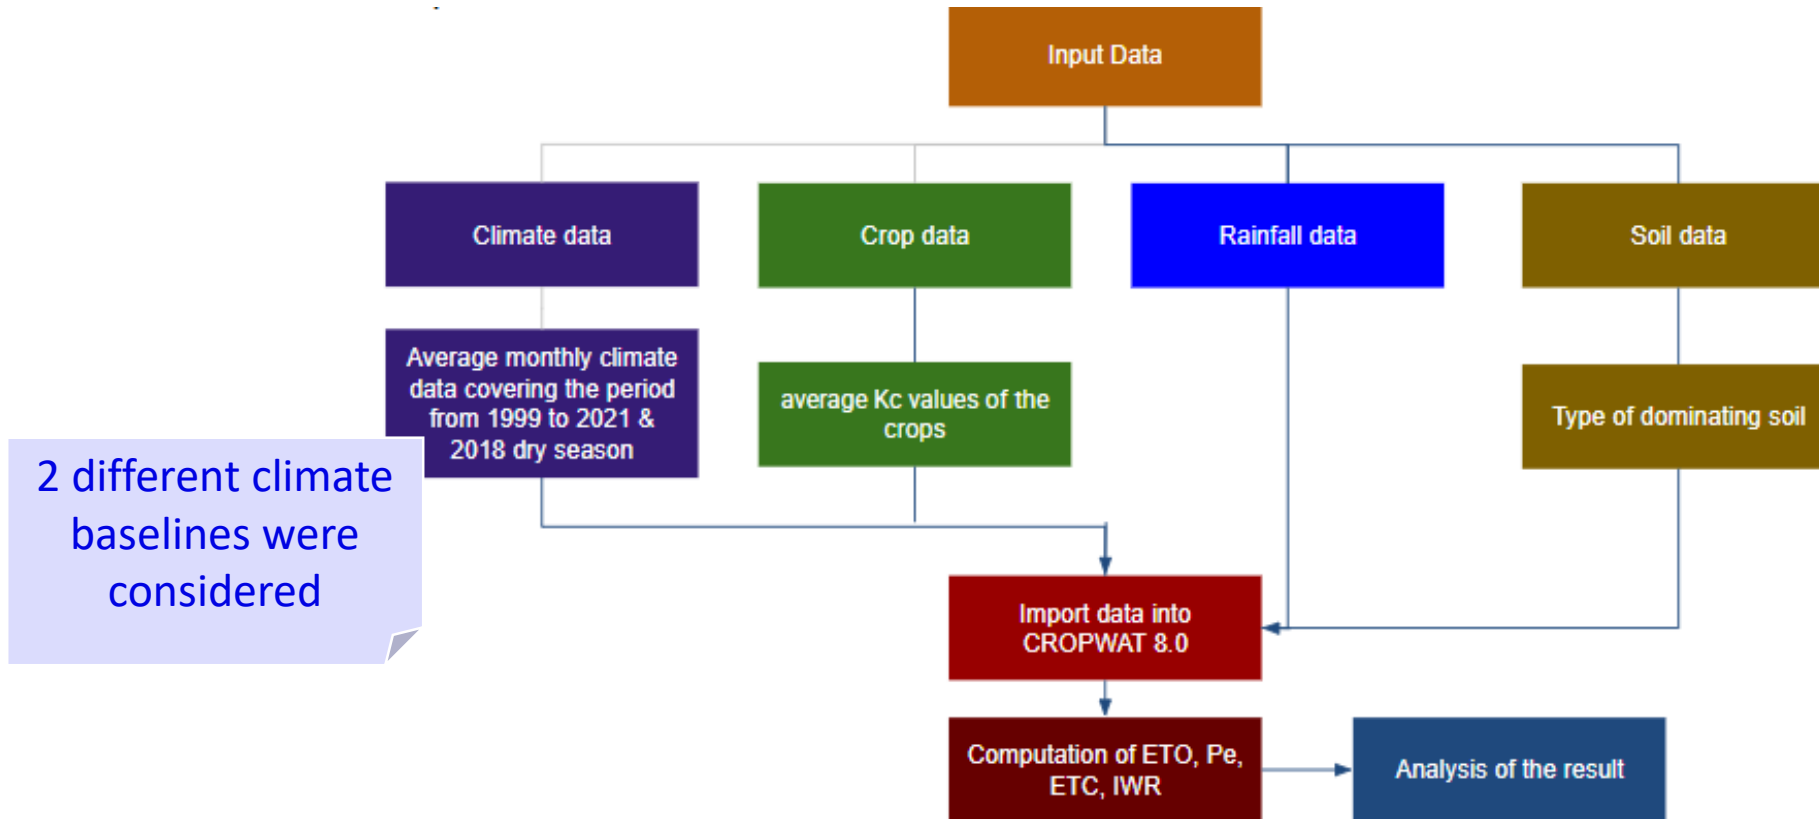 Input Data
Climate data
Crop data
Rainfall data
Soil data
Average monthly climate
data covering the period
from 1999 to 2021 &
2018 dry season
average Kc values of the
crops
Type of dominating soil
2 different climate
baselines were
considered
Import data into
CROPWAT 8.0
Computation of ETO, Pe,
ETC, IWR
Analysis of the result